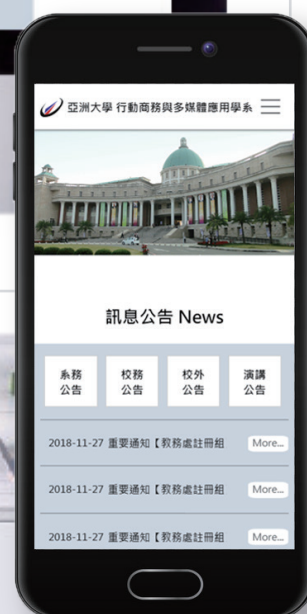 亞洲大學 行動商務與多媒體應用學系
訊息公告 News
系務
公告
校務
公告
校外
公告
演講
公告
2018-11-27 重要通知【教務處註冊組
More...
2018-11-27 重要通知【教務處註冊組
More...
2018-11-27 重要通知【教務處註冊組
More...